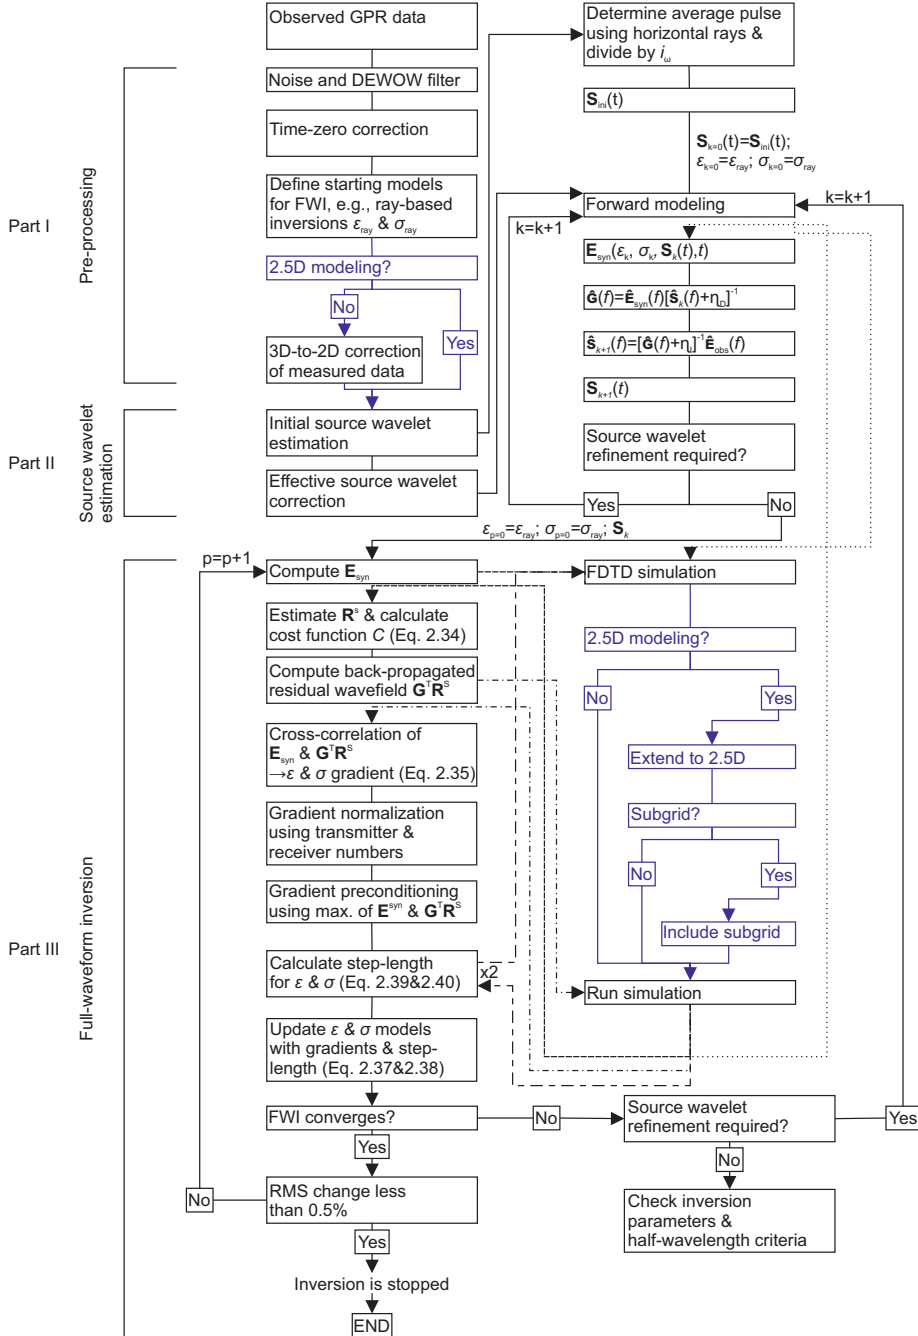 Observed GPR data
Noise and DEWOW filter
Time-zero correction
Define starting models
for FWI, e.g., ray-based
inversions εray & σray
2.5D modeling?
No
Yes
3D-to-2D correction
of measured data
Part I
Pre-processing
Initial source wavelet
estimation
Effective source wavelet
correction
Part II
Source wavelet
estimation
Determine average pulse
using horizontal rays &
divide by iω
Sini(t)
Sk=0(t)=Sini(t);
εk=0=εray; σk=0=σray
Forward modeling
k=k+1
k=k+1
Esyn(εk, σk, Sk(t),t)
Ĝ(f)=Êsyn(f)[ŝk(f)+ηD]-1
ŝk+1(f)=[Ĝ(f)+ηI]-1Êobs(f)
Sk+1(t)
Source wavelet
refinement required?
Yes
No
εp=0=εray; σp=0=σray; Sk
p=p+1
Compute Esyn
Estimate Rs & calculate
cost function C (Eq. 2.34)
Compute back-propagated
residual wavefield GTRS
Cross-correlation of
Esyn & GTRS
→ε & σ gradient (Eq. 2.35)
Gradient normalization
using transmitter &
receiver numbers
Gradient preconditioning
using max. of Esyn & GTRS
Calculate step-length
for ε & σ (Eq. 2.39&2.40)
x2
Update ε & σ models
with gradients & step-
length (Eq. 2.37&2.38)
FWI converges?
Yes
No
RMS change less
than 0.5%
No
Yes
Inversion is stopped
END
Part III
Full-waveform inversion
FDTD simulation
2.5D modeling?
No
Yes
Extend to 2.5D
Subgrid?
No
Yes
Include subgrid
Run simulation
Source wavelet
refinement required?
Yes
No
Check inversion
parameters &
half-wavelength criteria